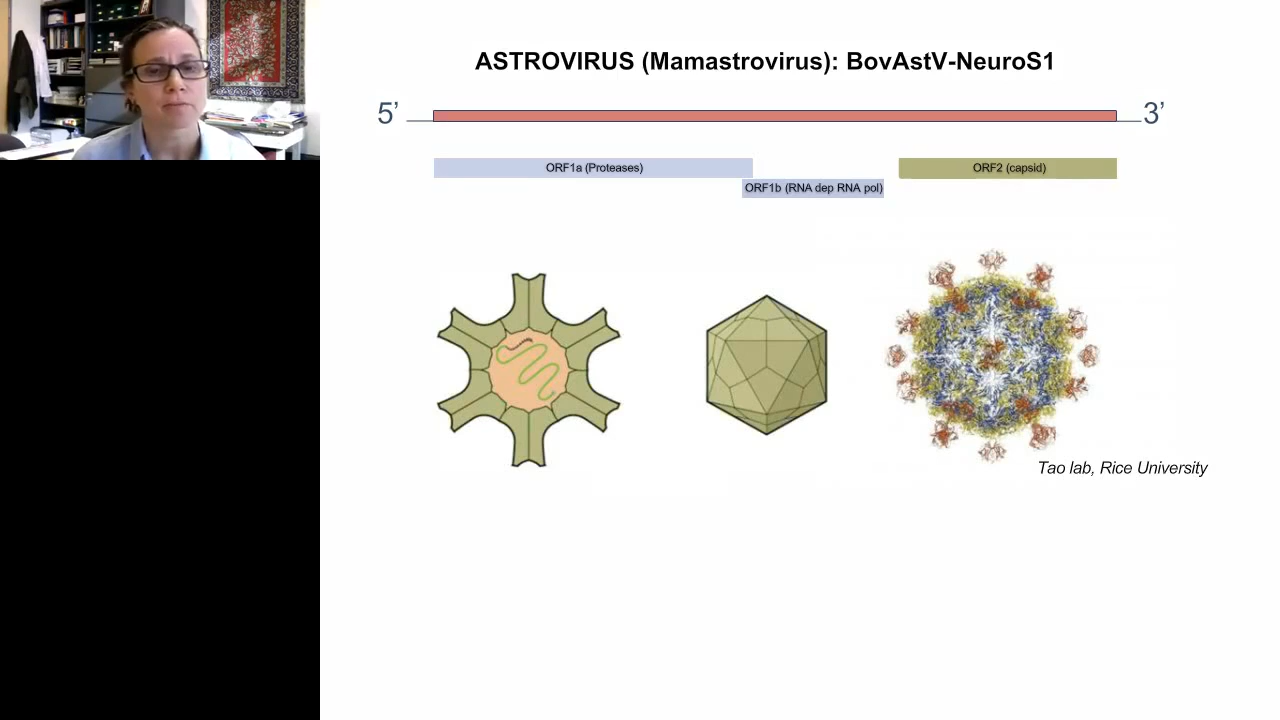 ASTROVIRUS (Mamastrovirus): BovAstV-NeuroS1
5’ 3’
ORF1a (Proteases) ORF2 (capsid)
ORF1b (RNA dep RNA pol)
Tao lab, Rice University